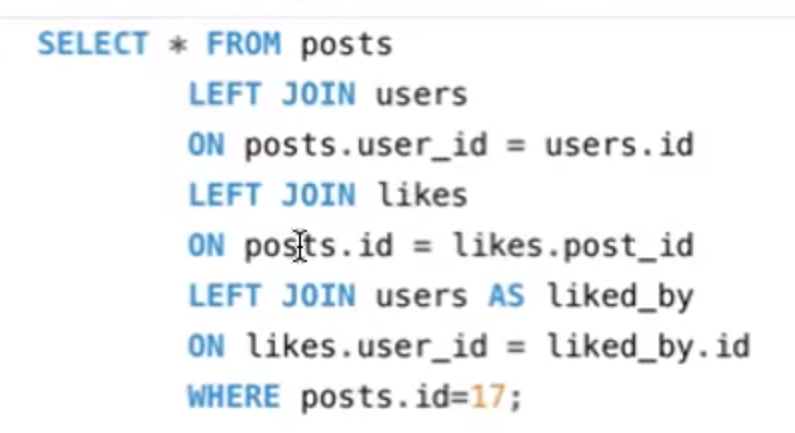 SELECT * FROM posts
LEFT JOIN users
ON posts.user_id = users.id
LEFT JOIN likes
ON posts.id = likes.post_id
LEFT JOIN users AS liked_by
ON likes.user_id = liked_by.id
WHERE posts.id=17;